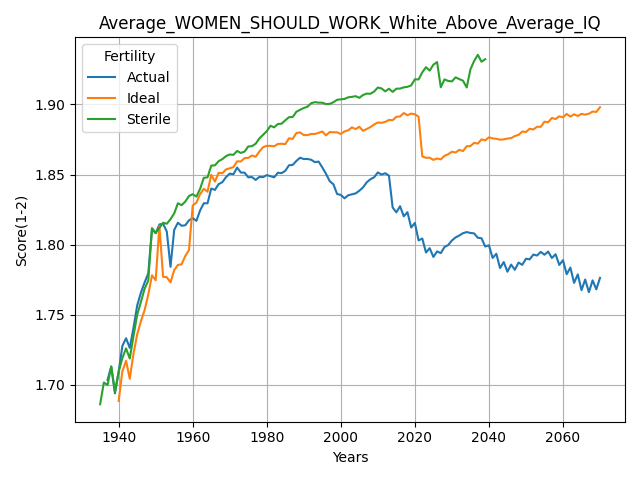 Average_WOMEN_SHOULD_WORK_White_Above_Average_IQ
Fertility
Actual
Ideal
Sterile
Score(1-2)
1.90
1.85
1.80
1.75
1.70
1940 1960 1980 2000 2020 2040 2060
Years